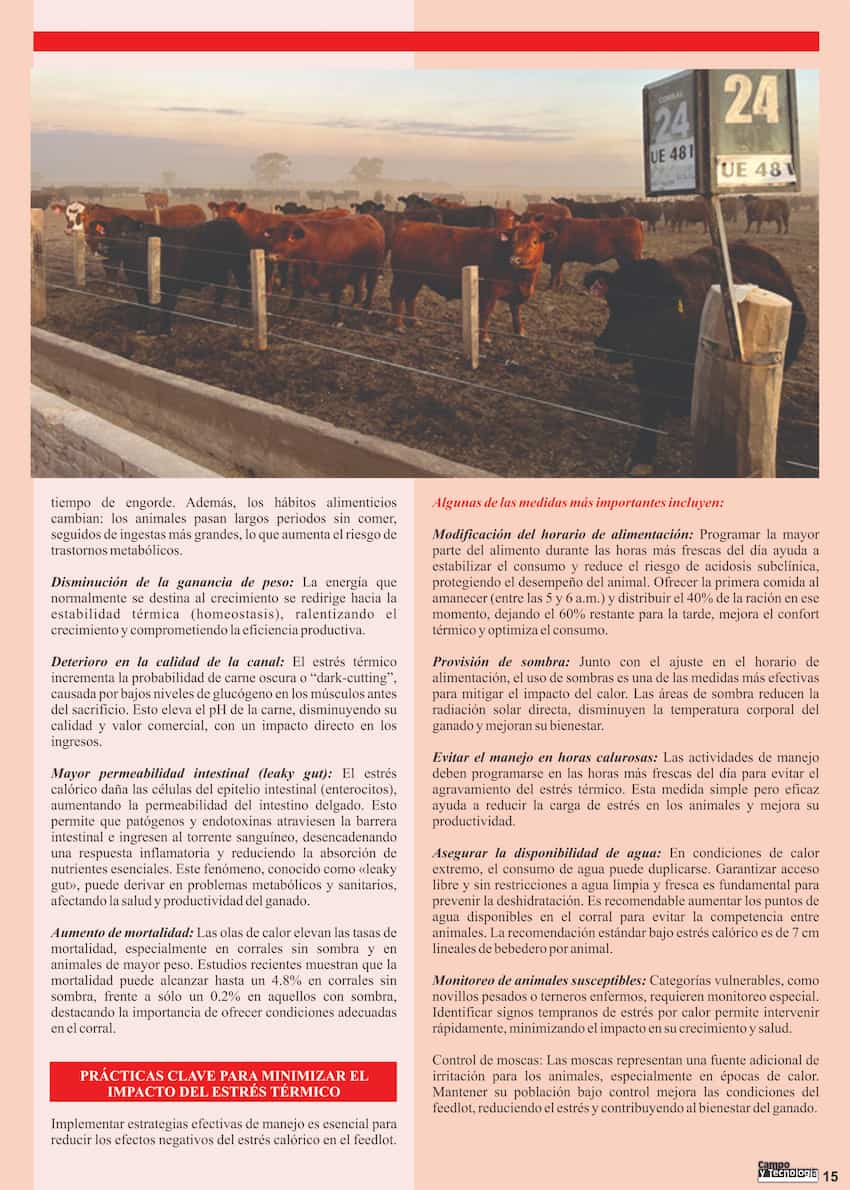 CORRAL
24
UE 481
24
UE 481
tiempo de engorde. Además, los hábitos alimenticios
cambian: los animales pasan largos periodos sin comer,
seguidos de ingestas más grandes, lo que aumenta el riesgo de
trastornos metabólicos.
Disminución de la ganancia de peso: La energía que
normalmente se destina al crecimiento se redirige hacia la
estabilidad térmica (homeostasis), ralentizando el
crecimiento y comprometiendo la eficiencia productiva.
Deterioro en la calidad de la canal: El estrés térmico
incrementa la probabilidad de carne oscura o “dark-cutting”,
causada por bajos niveles de glucógeno en los músculos antes
del sacrificio. Esto eleva el pH de la carne, disminuyendo su
calidad y valor comercial, con un impacto directo en los
ingresos.
Mayor permeabilidad intestinal (leaky gut): El estrés
calórico daña las células del epitelio intestinal (enterocitos),
aumentando la permeabilidad del intestino delgado. Esto
permite que patógenos y endotoxinas atraviesen la barrera
intestinal e ingresen al torrente sanguíneo, desencadenando
una respuesta inflamatoria y reduciendo la absorción de
nutrientes esenciales. Este fenómeno, conocido como «leaky
gut», puede derivar en problemas metabólicos y sanitarios,
afectando la salud y productividad del ganado.
Aumento de mortalidad: Las olas de calor elevan las tasas de
mortalidad, especialmente en corrales sin sombra y en
animales de mayor peso. Estudios recientes muestran que la
mortalidad puede alcanzar hasta un 4.8% en corrales sin
sombra, frente a sólo un 0.2% en aquellos con sombra,
destacando la importancia de ofrecer condiciones adecuadas
en el corral.
PRÁCTICAS CLAVE PARA MINIMIZAR EL
IMPACTO DEL ESTRÉS TÉRMICO
Implementar estrategias efectivas de manejo es esencial para
reducir los efectos negativos del estrés calórico en el feedlot.
Algunas de las medidas más importantes incluyen:
Modificación del horario de alimentación: Programar la mayor
parte del alimento durante las horas más frescas del día ayuda a
estabilizar el consumo y reduce el riesgo de acidosis subclínica,
protegiendo el desempeño del animal. Ofrecer la primera comida al
amanecer (entre las 5 y 6 a.m.) y distribuir el 40% de la ración en ese
momento, dejando el 60% restante para la tarde, mejora el confort
térmico y optimiza el consumo.
Provisión de sombra: Junto con el ajuste en el horario de
alimentación, el uso de sombras es una de las medidas más efectivas
para mitigar el impacto del calor. Las áreas de sombra reducen la
radiación solar directa, disminuyen la temperatura corporal del
ganado y mejoran su bienestar.
Evitar el manejo en horas calurosas: Las actividades de manejo
deben programarse en las horas más frescas del día para evitar el
agravamiento del estrés térmico. Esta medida simple pero eficaz
ayuda a reducir la carga de estrés en los animales y mejora su
productividad.
Asegurar la disponibilidad de agua: En condiciones de calor
extremo, el consumo de agua puede duplicarse. Garantizar acceso
libre y sin restricciones a agua limpia y fresca es fundamental para
prevenir la deshidratación. Es recomendable aumentar los puntos de
agua disponibles en el corral para evitar la competencia entre
animales. La recomendación estándar bajo estrés calórico es de 7 cm
lineales de bebedero por animal.
Monitoreo de animales susceptibles: Categorías vulnerables, como
novillos pesados o terneros enfermos, requieren monitoreo especial.
Identificar signos tempranos de estrés por calor permite intervenir
rápidamente, minimizando el impacto en su crecimiento y salud.
Control de moscas: Las moscas representan una fuente adicional de
irritación para los animales, especialmente en épocas de calor.
Mantener su población bajo control mejora las condiciones del
feedlot, reduciendo el estrés y contribuyendo al bienestar del ganado.
Campo
y Tecnología
15